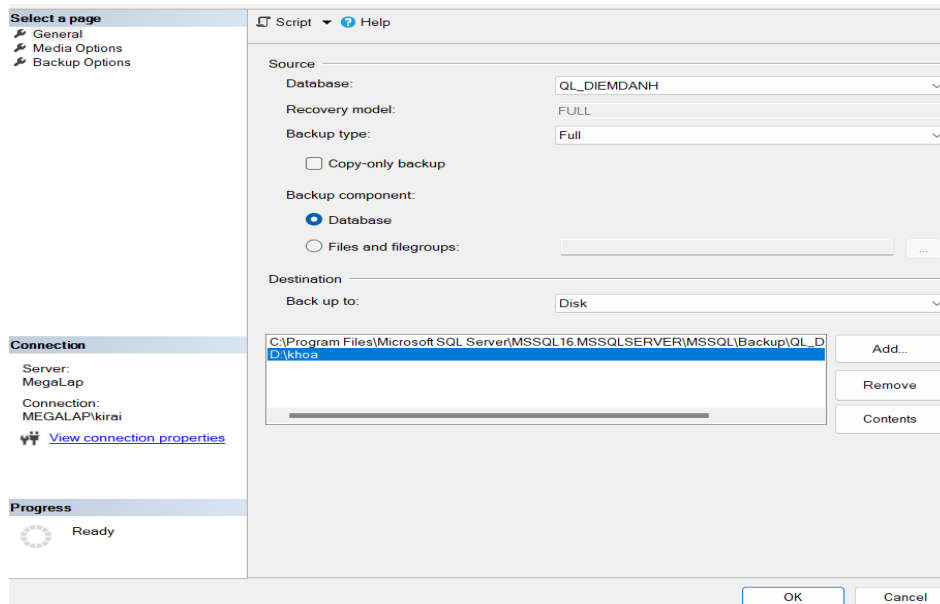 Select a page
General
Media Options
Backup Options
Script Help
Source
Database: QL_DIEMDANH
Recovery model: FULL
Backup type: Full
Copy-only backup
Backup component:
Database
Files and filegroups: ...
Destination
Back up to: Disk
C:\Program Files\Microsoft SQL Server\MSSQL16.MSSQLSERVER\MSSQL\Backup\QL_D
D:\khoa
Add...
Remove
Contents
Connection
Server:
MegaLap
Connection:
MEGALAP\kirai
View connection properties
Progress
Ready
OK Cancel